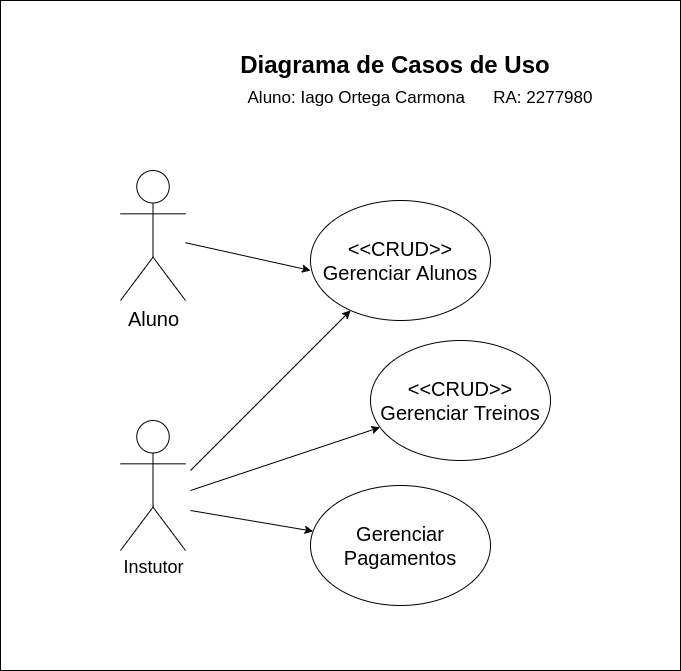 Diagrama de Casos de Uso
Aluno: Iago Ortega Carmona RA: 2277980
<<CRUD>>
Gerenciar Alunos
Aluno
<<CRUD>>
Gerenciar Treinos
Instutor
Gerenciar
Pagamentos